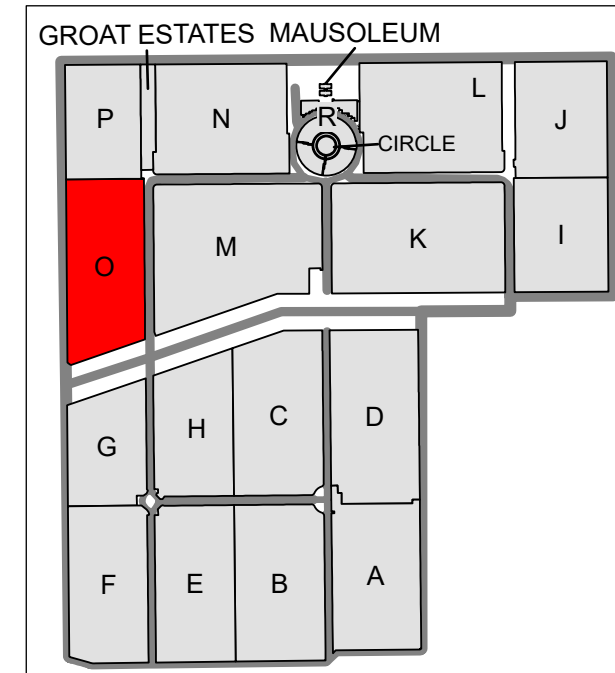 GROAT ESTATES MAUSOLEUM
P N R L J
CIRCLE
O M K I
G H C D
F E B A